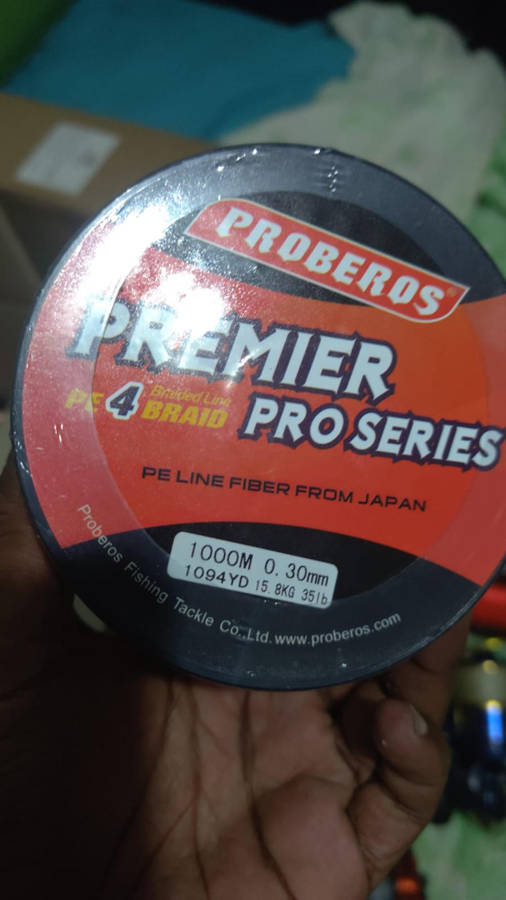 PROBEROS®
PREMIER
PE 4 Braided Line
BRAID
PRO SERIES
PE LINE FIBER FROM JAPAN
1000M 0.30mm
1094YD 15.8KG 35lb
Proberos Fishing Tackle Co.,Ltd. www.proberos.com